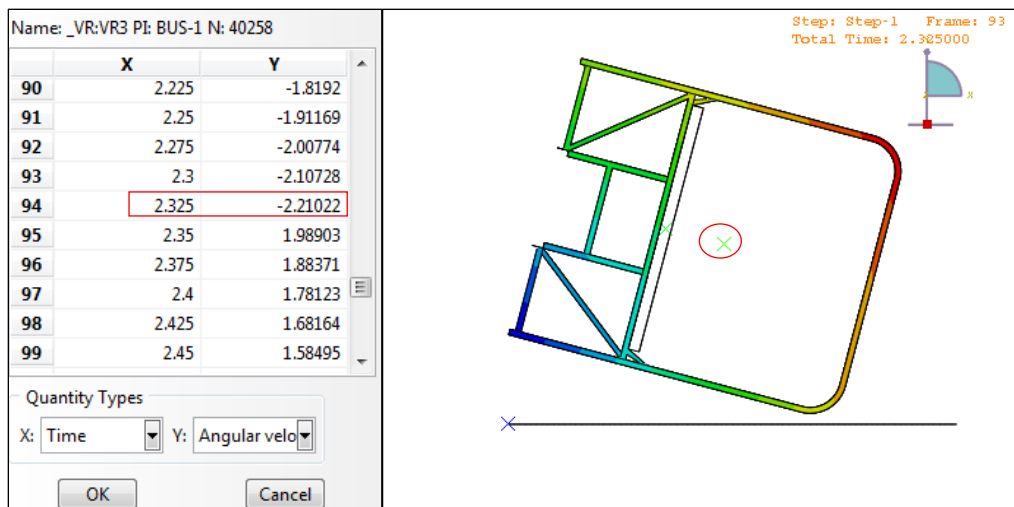 Name: _VR:VR3 PI: BUS-1 N: 40258
X Y
90 2.225 -1.8192
91 2.25 -1.91169
92 2.275 -2.00774
93 2.3 -2.10728
94 2.325 -2.21022
95 2.35 1.98903
96 2.375 1.88371
97 2.4 1.78123
98 2.425 1.68164
99 2.45 1.58495
Quantity Types
X: Time Y: Angular velo
OK Cancel
Step: Step-1 Frame: 93
Total Time: 2.325000
x